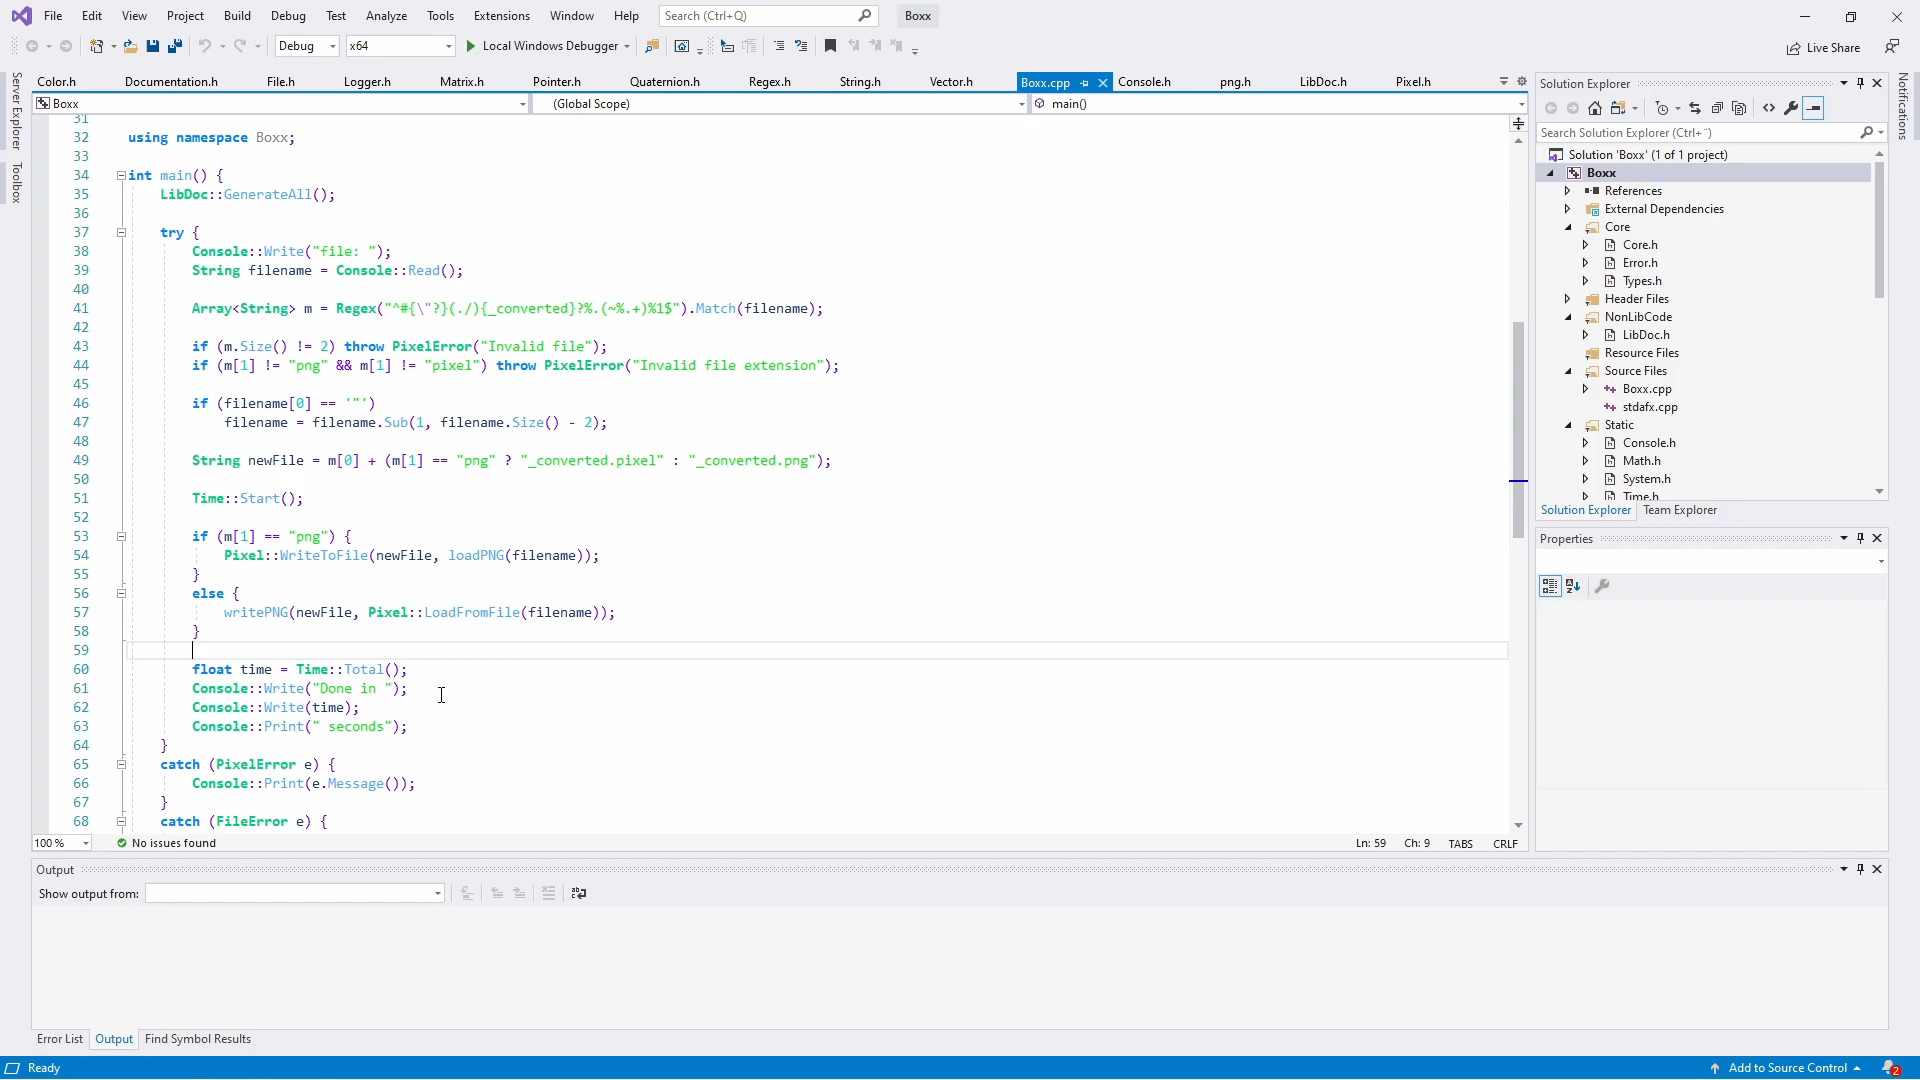 File Edit View Project Build Debug Test Analyze Tools Extensions Window Help Search (Ctrl+Q) Boxx
Debug x64 Local Windows Debugger Live Share
Server Explorer
Toolbox
Color.h Documentation.h File.h Logger.h Matrix.h Pointer.h Quaternion.h Regex.h String.h Vector.h Boxx.cpp Console.h png.h LibDoc.h Pixel.h
Boxx (Global Scope) main()
31
32 using namespace Boxx;
33
34 int main() {
35 LibDoc::GenerateAll();
36
37 try {
38 Console::Write("file: ");
39 String filename = Console::Read();
40
41 Array<String> m = Regex("^#{\"?}(./){_converted}?%.(~%.+)%1$").Match(filename);
42
43 if (m.Size() != 2) throw PixelError("Invalid file");
44 if (m[1] != "png" && m[1] != "pixel") throw PixelError("Invalid file extension");
45
46 if (filename[0] == '"')
47 filename = filename.Sub(1, filename.Size() - 2);
48
49 String newFile = m[0] + (m[1] == "png" ? "_converted.pixel" : "_converted.png");
50
51 Time::Start();
52
53 if (m[1] == "png") {
54 Pixel::WriteToFile(newFile, loadPNG(filename));
55 }
56 else {
57 writePNG(newFile, Pixel::LoadFromFile(filename));
58 }
59
60 float time = Time::Total();
61 Console::Write("Done in ");
62 Console::Write(time);
63 Console::Print(" seconds");
64 }
65 catch (PixelError e) {
66 Console::Print(e.Message());
67 }
68 catch (FileError e) {
100 % No issues found Ln: 59 Ch: 9 TABS CRLF
Solution Explorer
Search Solution Explorer (Ctrl+¨)
Solution 'Boxx' (1 of 1 project)
Boxx
References
External Dependencies
Core
Core.h
Error.h
Types.h
Header Files
NonLibCode
LibDoc.h
Resource Files
Source Files
Boxx.cpp
stdafx.cpp
Static
Console.h
Math.h
System.h
Time.h
Solution Explorer Team Explorer
Properties
Notifications
Output
Show output from:
Error List Output Find Symbol Results
Ready Add to Source Control 2